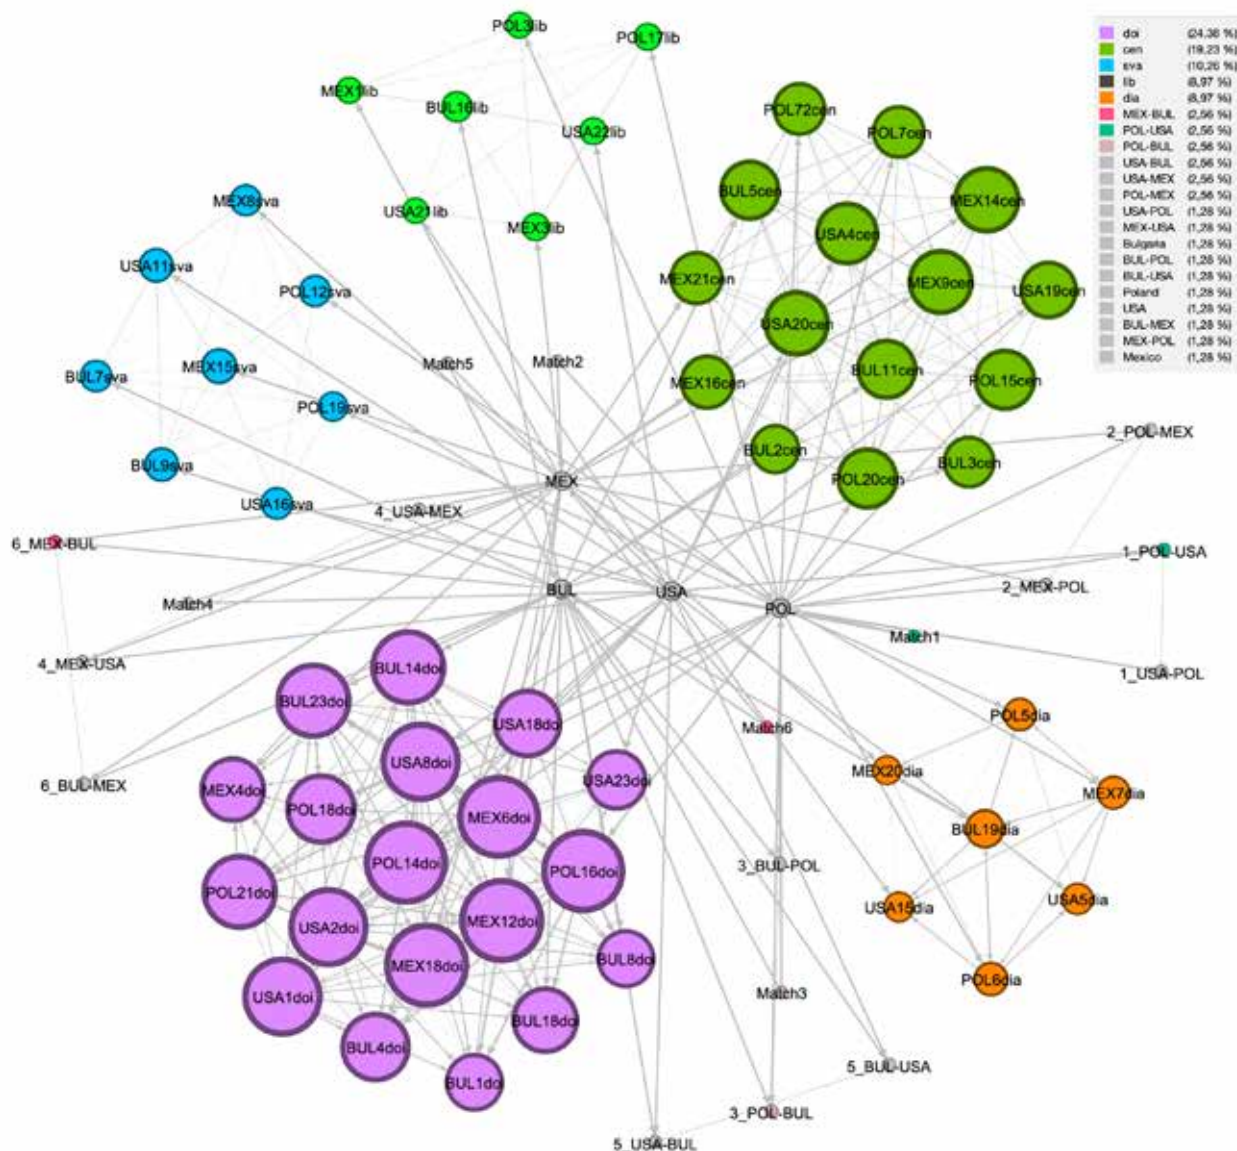 POL3lib
POL17lib
MEX1lib
BUL16lib
USA22lib
USA21lib
MEX3lib
MEX8sva
USA11sva
POL12sva
BUL7sva
MEX15sva
POL19sva
BUL9sva
USA16sva
POL72cen
POL7cen
BUL5cen
MEX14cen
USA4cen
MEX21cen
MEX9cen
USA19cen
USA20cen
MEX16cen
BUL11cen
POL15cen
BUL2cen
POL20cen
BUL3cen
doi (24,36 %)
cen (19,23 %)
sva (10,26 %)
lib (8,97 %)
dia (8,97 %)
MEX-BUL (2,56 %)
POL-USA (2,56 %)
POL-BUL (2,56 %)
USA-BUL (2,56 %)
USA-MEX (2,56 %)
POL-MEX (2,56 %)
USA-POL (1,28 %)
MEX-USA (1,28 %)
Bulgaria (1,28 %)
BUL-POL (1,28 %)
BUL-USA (1,28 %)
Poland (1,28 %)
USA (1,28 %)
BUL-MEX (1,28 %)
MEX-POL (1,28 %)
Mexico (1,28 %)
Match5
Match2
2_POL-MEX
MEX
4_USA-MEX
6_MEX-BUL
1_POL-USA
2_MEX-POL
Match4
BUL
USA
POL
Match1
4_MEX-USA
1_USA-POL
Match6
6_BUL-MEX
BUL14doi
BUL23doi
USA18doi
USA8doi
USA23doi
MEX4doi
POL18doi
MEX6doi
POL14doi
POL16doi
POL21doi
USA2doi
MEX12doi
MEX18doi
BUL8doi
USA1doi
BUL18doi
BUL4doi
BUL1doi
POL5dia
MEX20dia
MEX7dia
BUL19dia
USA15dia
USA5dia
POL6dia
3_BUL-POL
Match3
5_BUL-USA
3_POL-BUL
5_USA-BUL